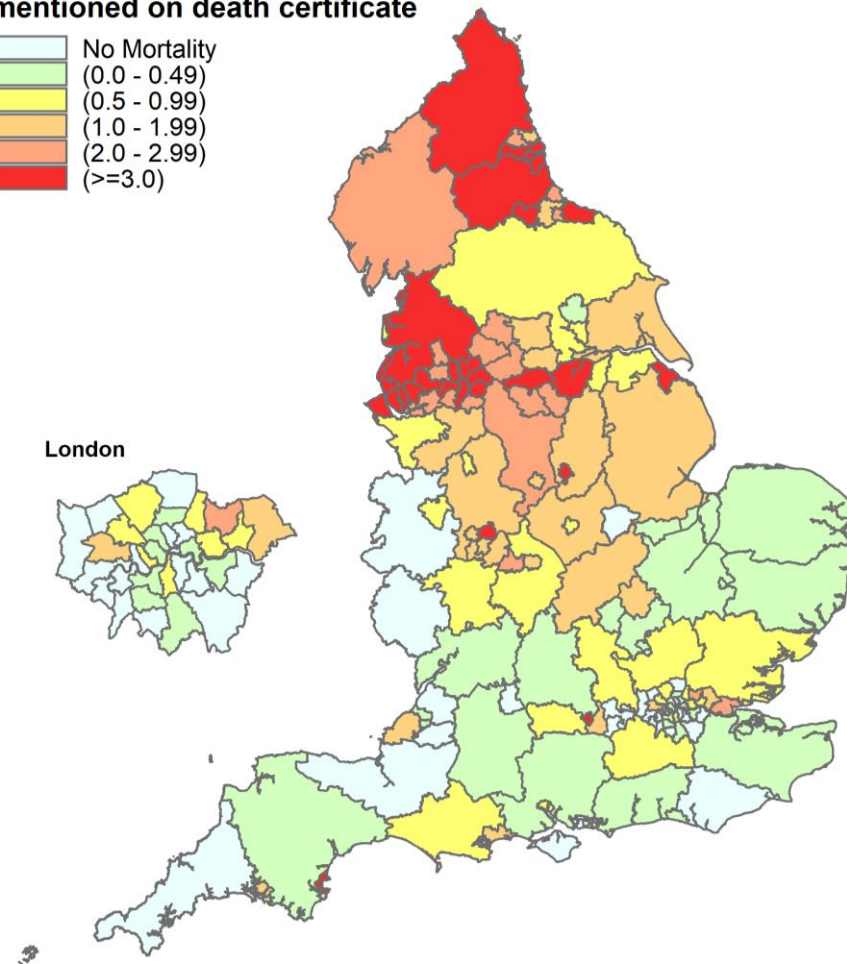 mentioned on death certificate
No Mortality
(0.0 - 0.49)
(0.5 - 0.99)
(1.0 - 1.99)
(2.0 - 2.99)
(>=3.0)
London